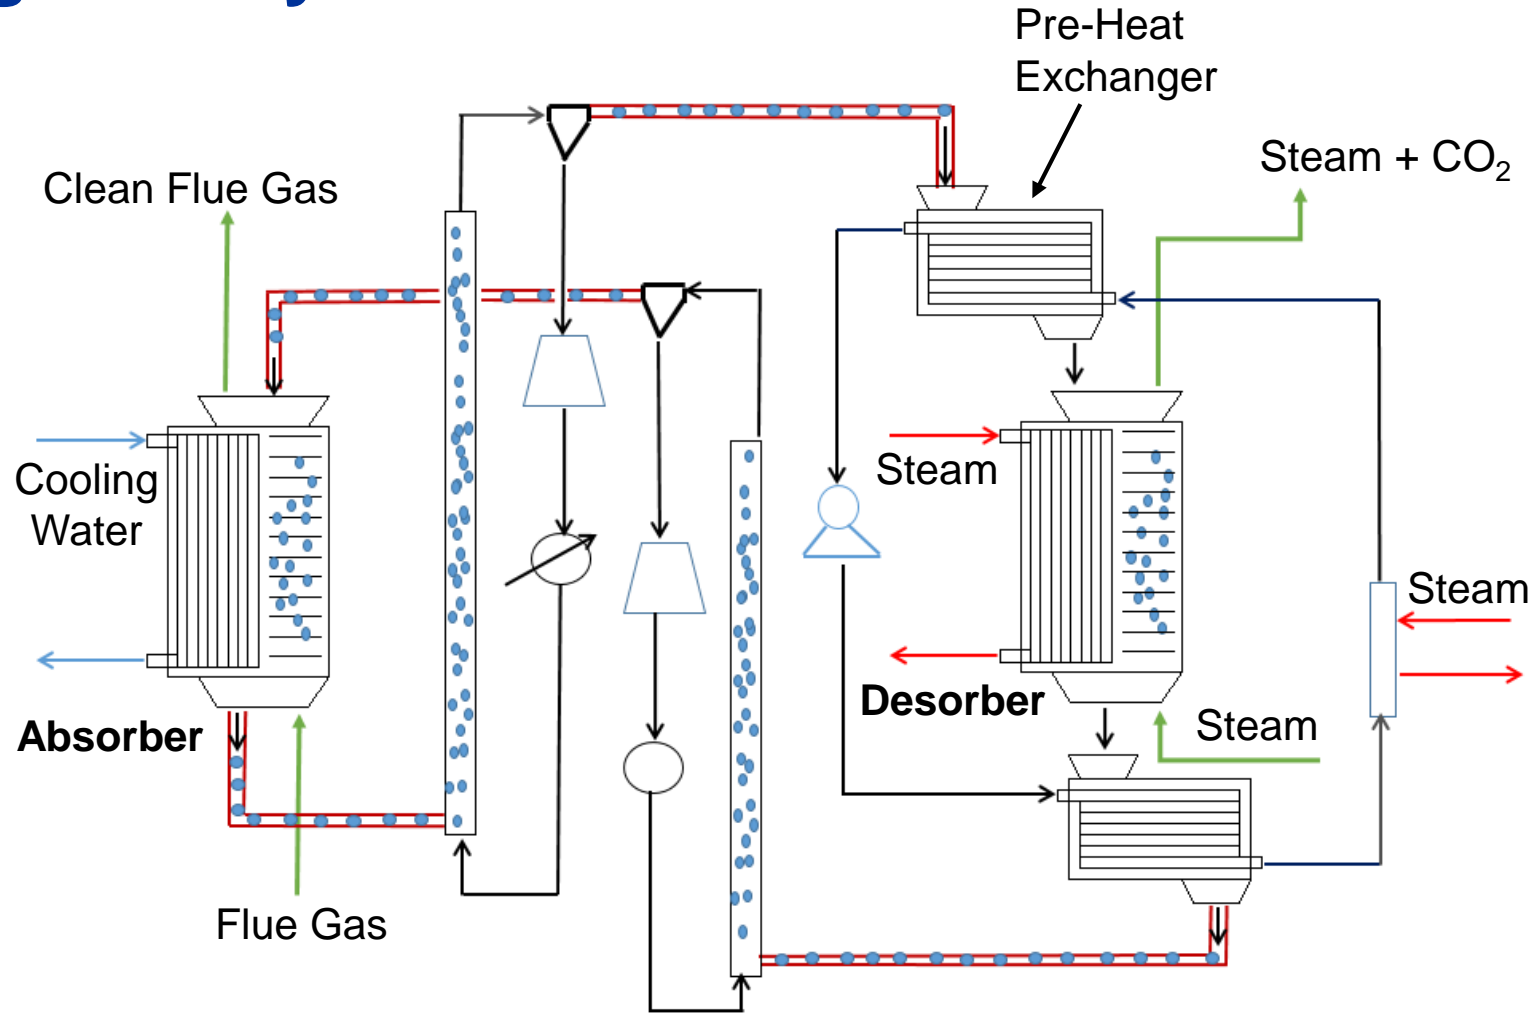 Pre-Heat
Exchanger
Steam + CO₂
Clean Flue Gas
Cooling
Water
Steam
Steam
Desorber
Steam
Absorber
Flue Gas